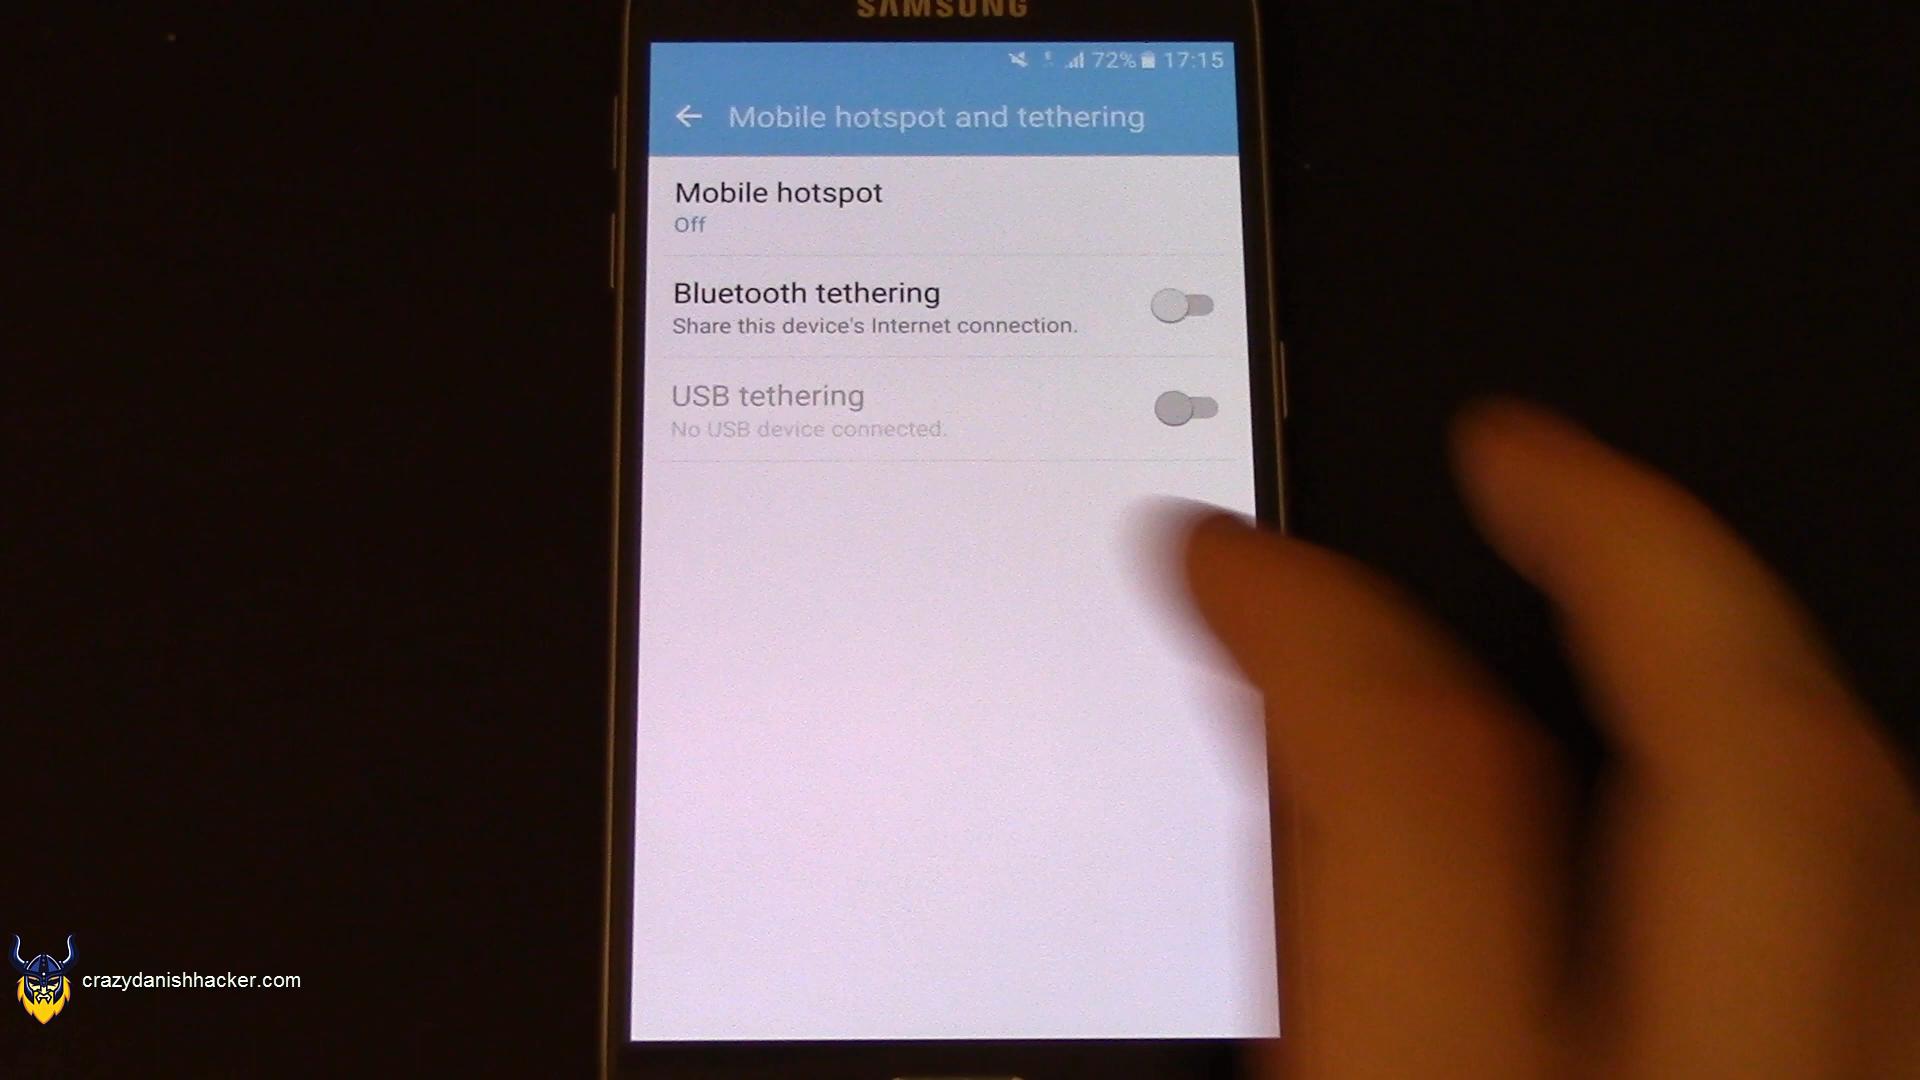 SAMSUNG
72% 17:15
Mobile hotspot and tethering
Mobile hotspot
Off
Bluetooth tethering
Share this device's Internet connection.
USB tethering
No USB device connected.
crazydanishhacker.com